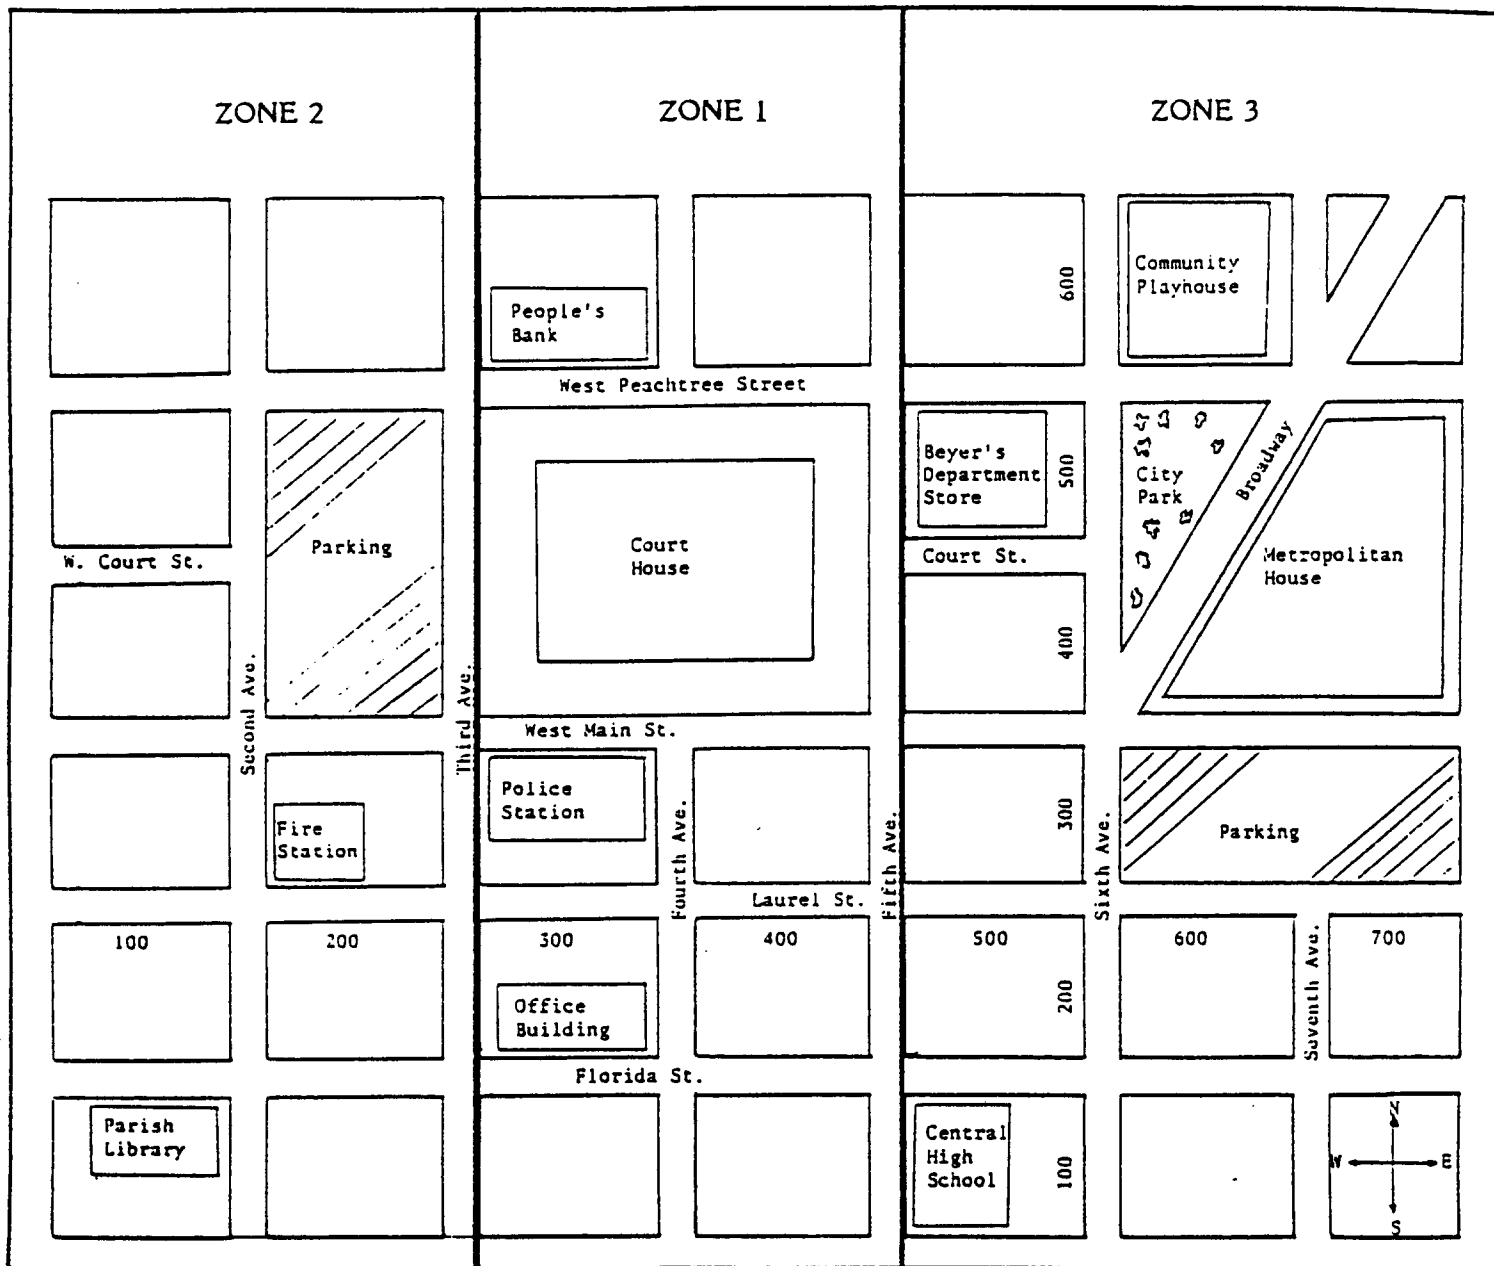 ZONE 2
ZONE 1
ZONE 3
600
Community
Playhouse
People's
Bank
West Peachtree Street
Beyer's
Department
Store
500
City
Park
Broadway
Parking
Court
House
W. Court St.
Court St.
Metropolitan
House
400
Second Ave.
Third Ave.
West Main St.
Police
Station
Fire
Station
Fourth Ave.
Fifth Ave.
300
Sixth Ave.
Parking
Laurel St.
100
200
300
400
500
600
700
200
Seventh Ave.
Office
Building
Florida St.
Parish
Library
Central
High
School
100
N
W
E
S